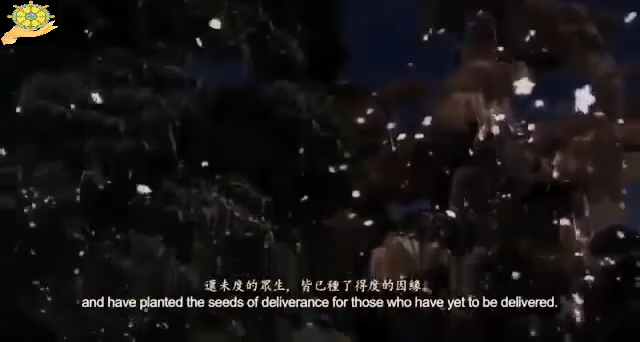 還未度的眾生，皆已種了得度的因緣。
and have planted the seeds of deliverance for those who have yet to be delivered.